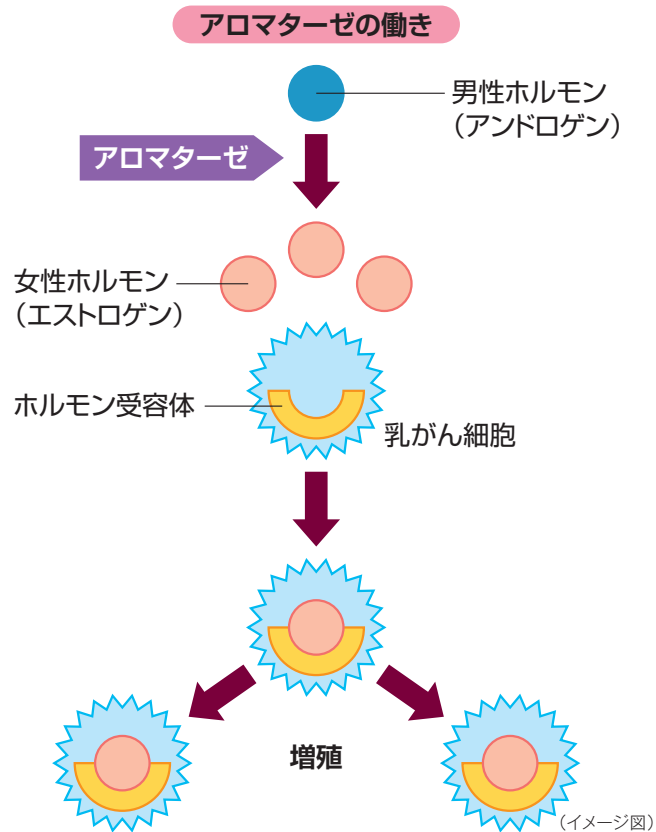 アロマターゼの働き
男性ホルモン
（アンドロゲン）
アロマターゼ
女性ホルモン
（エストロゲン）
ホルモン受容体
乳がん細胞
増殖
（イメージ図）